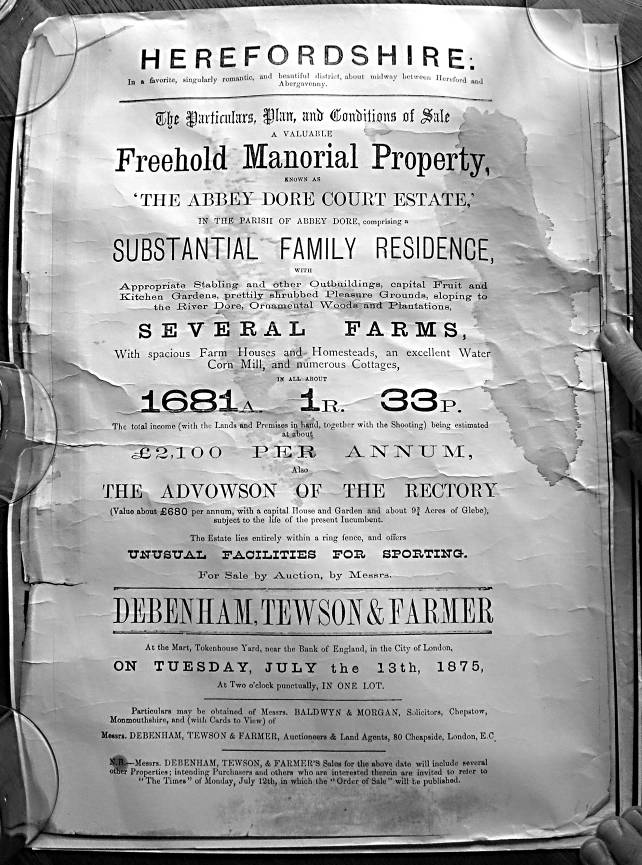 HEREFORDSHIRE.
In a favorite, singularly romantic, and beautiful district, about midway between Hereford and
Abergavenny.
The Particulars, Plan, and Conditions of Sale
A VALUABLE
Freehold Manorial Property,
KNOWN AS
'THE ABBEY DORE COURT ESTATE,'
IN THE PARISH OF ABBEY DORE, comprising a
SUBSTANTIAL FAMILY RESIDENCE,
WITH
Appropriate Stabling and other Outbuildings, capital Fruit and
Kitchen Gardens, prettily shrubbed Pleasure Grounds, sloping to
the River Dore, Ornamental Woods and Plantations,
SEVERAL FARMS,
With spacious Farm Houses and Homesteads, an excellent Water
Corn Mill, and numerous Cottages,
IN ALL ABOUT
1681A. 1R. 33P.
The total income (with the Lands and Premises in hand, together with the Shooting) being estimated
at about
£2,100 PER ANNUM,
Also
THE ADVOWSON OF THE RECTORY
(Value about £680 per annum, with a capital House and Garden and about 9¾ Acres of Glebe),
subject to the life of the present Incumbent.
The Estate lies entirely within a ring fence, and offers
UNUSUAL FACILITIES FOR SPORTING.
For Sale by Auction, by Messrs.
DEBENHAM, TEWSON & FARMER
At the Mart, Tokenhouse Yard, near the Bank of England, in the City of London,
ON TUESDAY, JULY the 13th, 1875,
At Two o'clock punctually, IN ONE LOT.
Particulars may be obtained of Messrs. BALDWYN & MORGAN, Solicitors, Chepstow,
Monmouthshire, and (with Cards to View) of
Messrs. DEBENHAM, TEWSON & FARMER, Auctioneers & Land Agents, 80 Cheapside, London, E.C.
N.B.—Messrs. DEBENHAM, TEWSON, & FARMER'S Sales for the above date will include several
other Properties; intending Purchasers and others who are interested therein are invited to refer to
"The Times" of Monday, July 12th, in which the "Order of Sale" will be published.